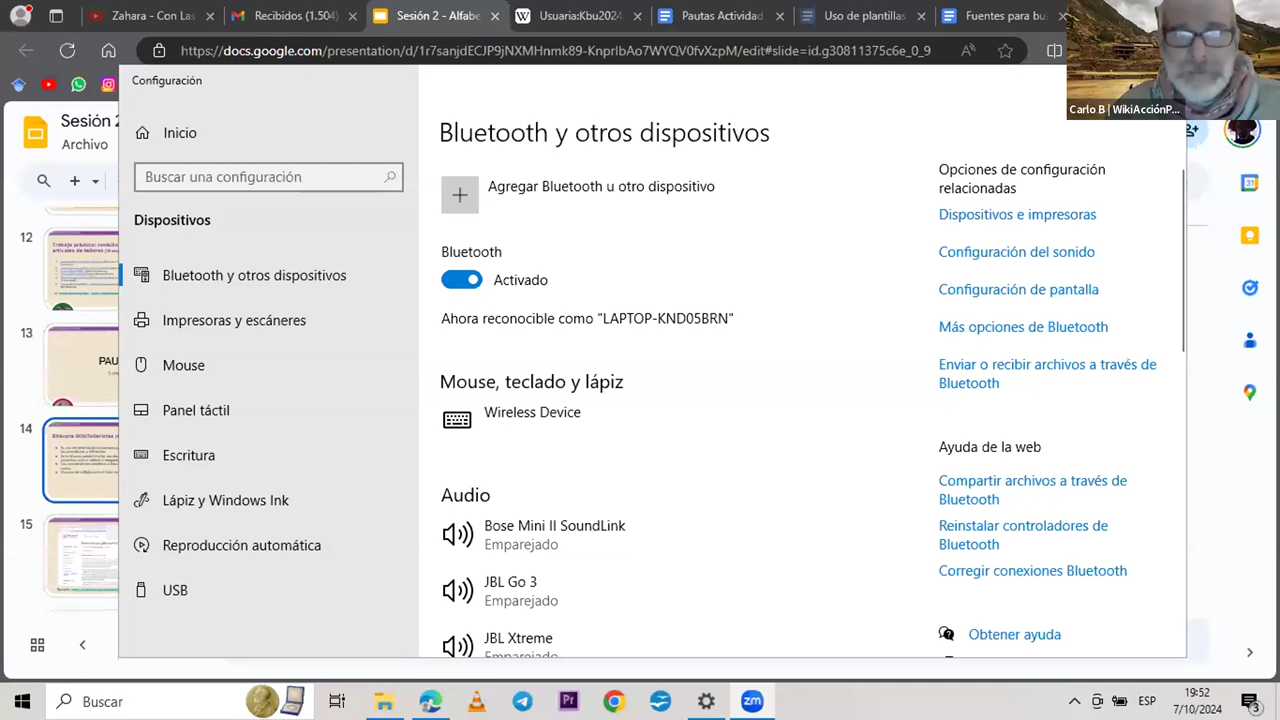 Zahara - Con Las
Recibidos (1.504)
Sesión 2 - Alfabe
Usuaria:Kbu2024
Pautas Actividad
Uso de plantillas
Fuentes para bu
https://docs.google.com/presentation/d/1r7sanjdECJP9jNXMHnmk89-KnprlbAo7WYQV0fvXzpM/edit#slide=id.g30811375c6e_0_9
Carlo B | WikiAcciónP...
Sesión 2
Archivo
12
13
PAU
14
15
Configuración
Inicio
Buscar una configuración
Dispositivos
Bluetooth y otros dispositivos
Impresoras y escáneres
Mouse
Panel táctil
Escritura
Lápiz y Windows Ink
Reproducción automática
USB
Bluetooth y otros dispositivos
Agregar Bluetooth u otro dispositivo
Bluetooth
Activado
Ahora reconocible como "LAPTOP-KND05BRN"
Mouse, teclado y lápiz
Wireless Device
Audio
Bose Mini II SoundLink
Emparejado
JBL Go 3
Emparejado
JBL Xtreme
Emparejado
Opciones de configuración
relacionadas
Dispositivos e impresoras
Configuración del sonido
Configuración de pantalla
Más opciones de Bluetooth
Enviar o recibir archivos a través de
Bluetooth
Ayuda de la web
Compartir archivos a través de
Bluetooth
Reinstalar controladores de
Bluetooth
Corregir conexiones Bluetooth
Obtener ayuda
31
Buscar
Pr
zm
ESP
19:52
7/10/2024
3